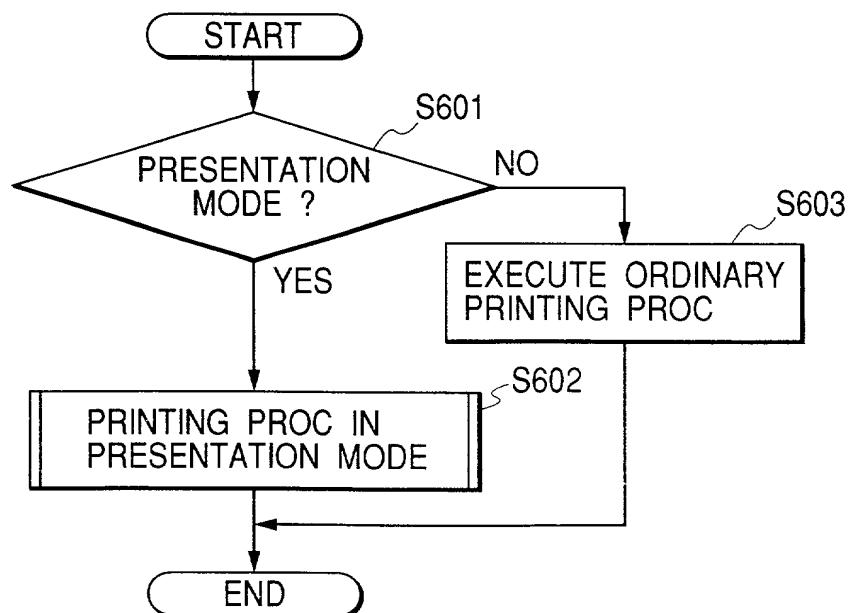 START
S601
PRESENTATION
MODE ?
NO
YES
S603
EXECUTE ORDINARY
PRINTING PROC
S602
PRINTING PROC IN
PRESENTATION MODE
END